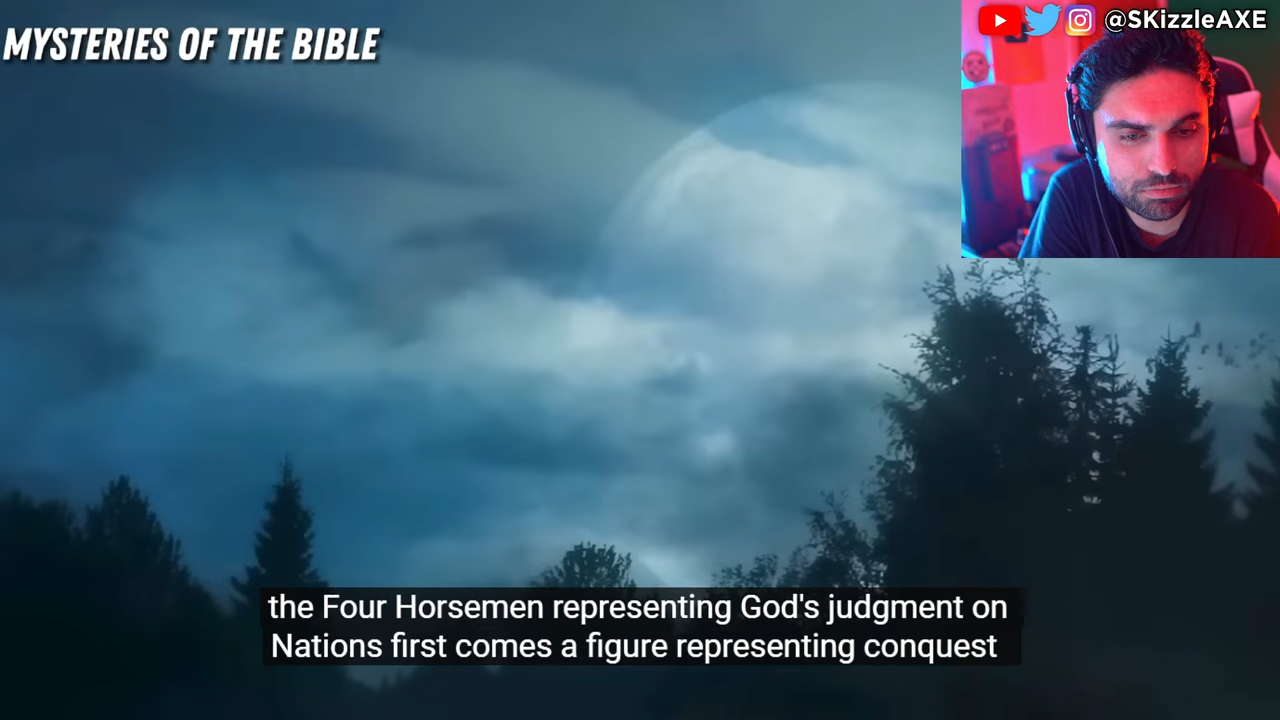 MYSTERIES OF THE BIBLE
@SKizzleAXE
the Four Horsemen representing God's judgment on
Nations first comes a figure representing conquest